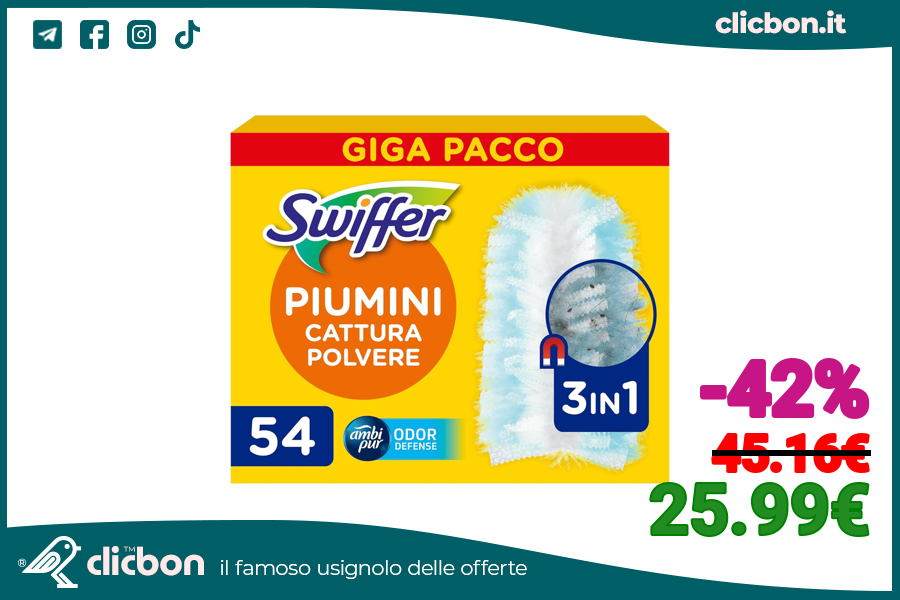 clicbon.it
GIGA PACCO
Swiffer
PIUMINI
CATTURA
POLVERE
3IN1
54
ambi
pur
ODOR
DEFENSE
-42%
45.16€
25.99€
® clicbon™ il famoso usignolo delle offerte